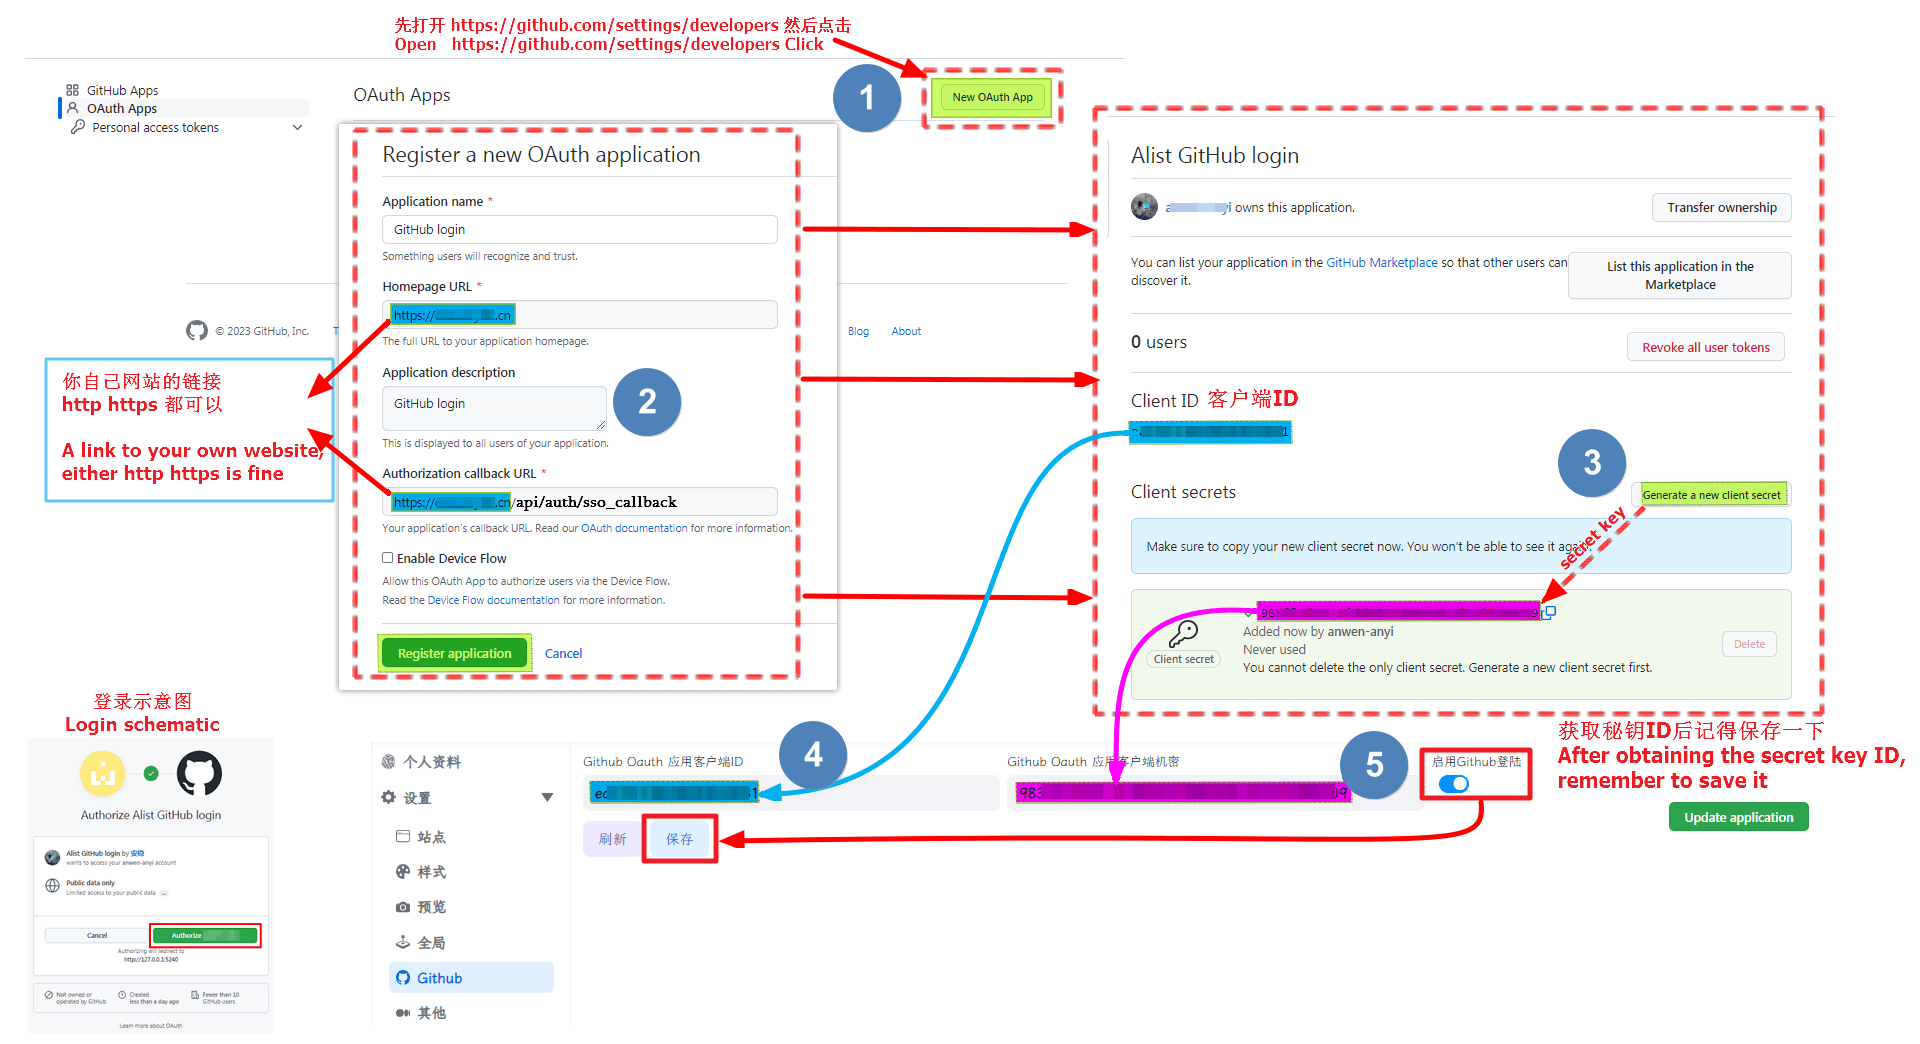 先打开 https://github.com/settings/developers 然后点击
Open https://github.com/settings/developers Click
GitHub Apps
OAuth Apps
Personal access tokens
OAuth Apps
1
New OAuth App
Register a new OAuth application
Application name *
GitHub login
Something users will recognize and trust.
Homepage URL *
https://
.cn
The full URL to your application homepage.
Application description
GitHub login
2
This is displayed to all users of your application.
Authorization callback URL *
https://
.cn/api/auth/sso_callback
Your application's callback URL. Read our OAuth documentation for more information.
Enable Device Flow
Allow this OAuth App to authorize users via the Device Flow.
Read the Device Flow documentation for more information.
Register application
Cancel
© 2023 GitHub, Inc.
T
Blog
About
你自己网站的链接
http https 都可以
A link to your own website,
either http https is fine
Alist GitHub login
owns this application.
Transfer ownership
You can list your application in the GitHub Marketplace so that other users can
discover it.
List this application in the
Marketplace
0 users
Revoke all user tokens
Client ID 客户端ID
3
Client secrets
Generate a new client secret
secret key
Make sure to copy your new client secret now. You won't be able to see it again.
Client secret
Added now by anwen-anyi
Never used
You cannot delete the only client secret. Generate a new client secret first.
Delete
获取秘钥ID后记得保存一下
After obtaining the secret key ID,
remember to save it
Update application
登录示意图
Login schematic
Authorize Alist GitHub login
Alist GitHub login by 安稳
wants to access your anwen-anyi account
Public data only
Limited access to your public data
Cancel
Authorize
Authorizing will redirect to
http://127.0.0.1:5240
Not owned or
operated by GitHub
Created
less than a day ago
Fewer than 10
GitHub users
Learn more about OAuth
个人资料
设置
站点
样式
预览
全局
Github
其他
Github Oauth 应用客户端ID
4
Github Oauth 应用客户端机密
983
5
启用Github登陆
刷新
保存